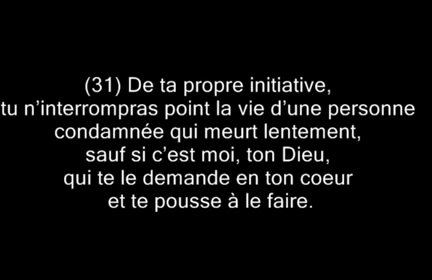 (31) De ta propre initiative,
tu n’interrompras point la vie d’une personne
condamnée qui meurt lentement,
sauf si c’est moi, ton Dieu,
qui te le demande en ton coeur
et te pousse à le faire.